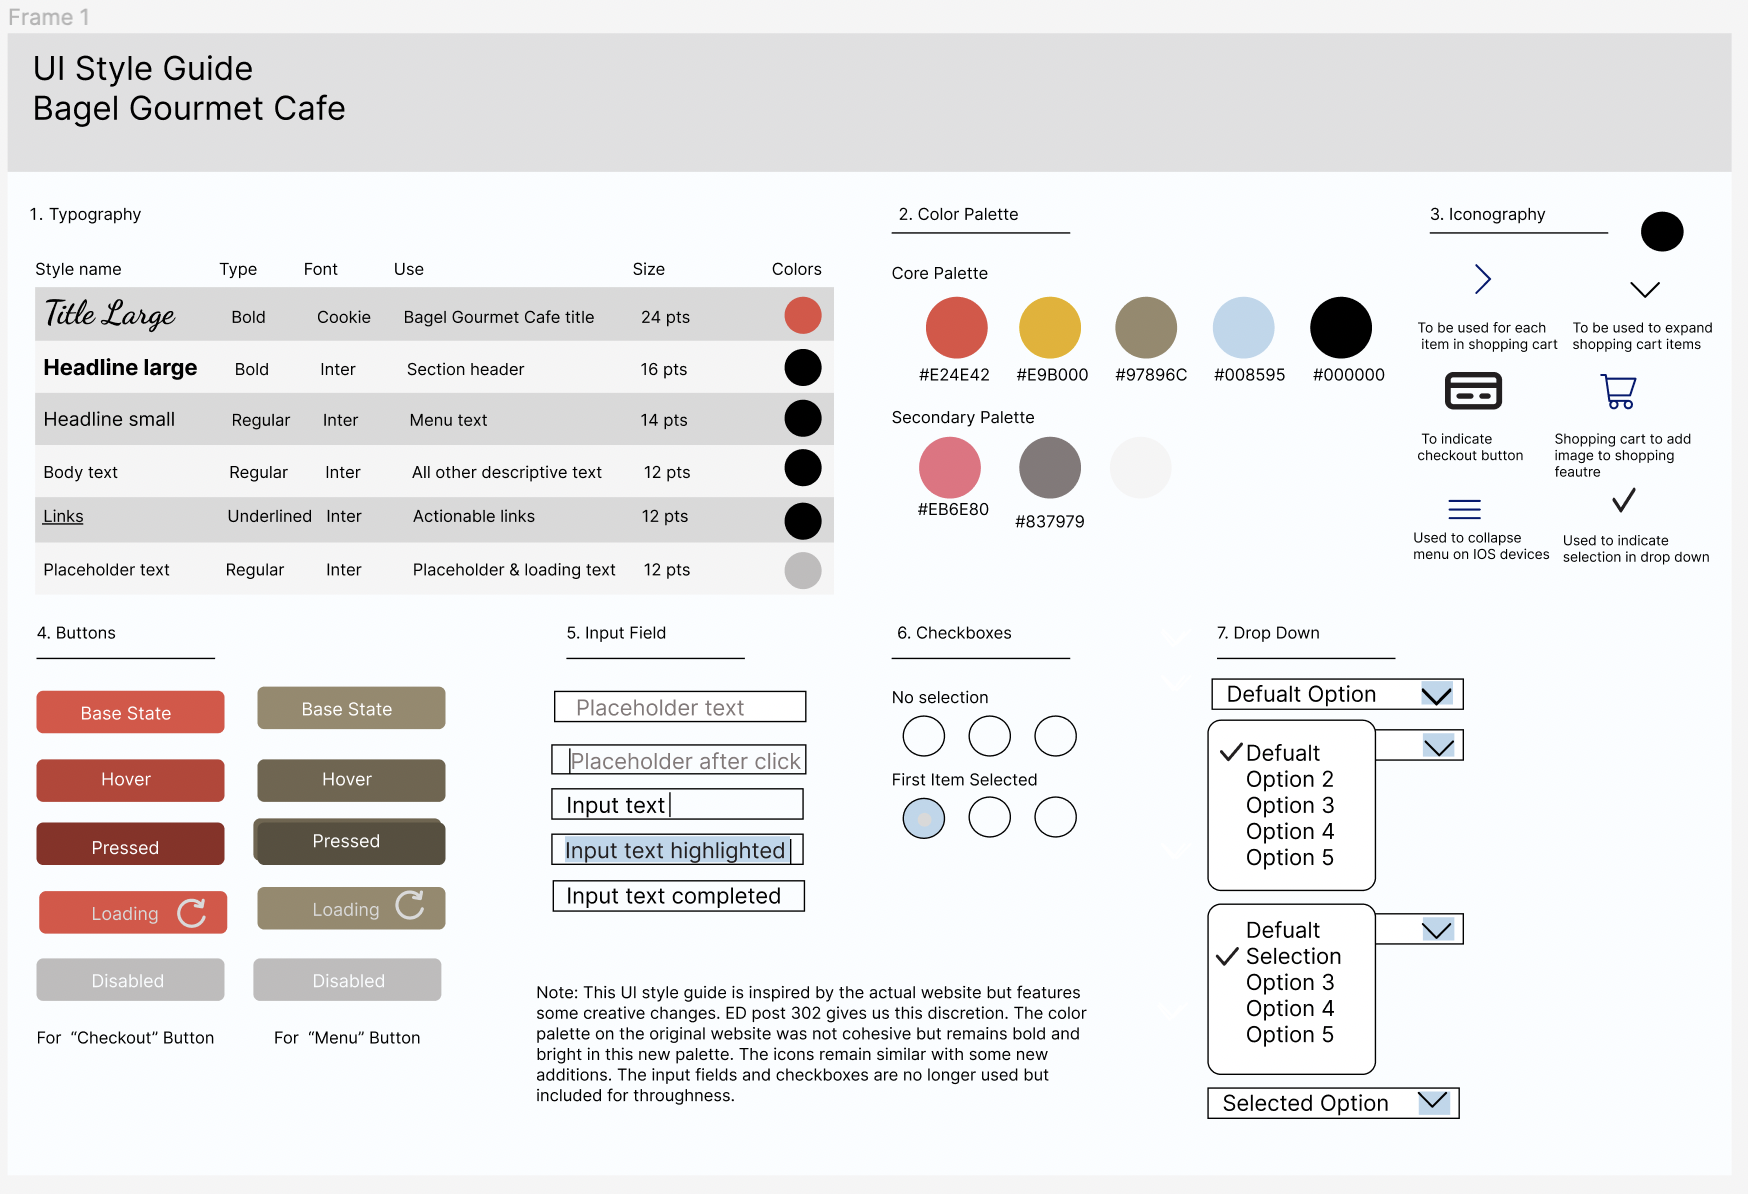 Frame 1
UI Style Guide
Bagel Gourmet Cafe
1. Typography
Style name Type Font Use Size Colors
Title Large Bold Cookie Bagel Gourmet Cafe title 24 pts
Headline large Bold Inter Section header 16 pts
Headline small Regular Inter Menu text 14 pts
Body text Regular Inter All other descriptive text 12 pts
Links Underlined Inter Actionable links 12 pts
Placeholder text Regular Inter Placeholder & loading text 12 pts
2. Color Palette
Core Palette
#E24E42 #E9B000 #97896C #008595 #000000
Secondary Palette
#EB6E80
#837979
3. Iconography
To be used for each
item in shopping cart
To be used to expand
shopping cart items
To indicate
checkout button
Shopping cart to add
image to shopping
feautre
Used to collapse
menu on IOS devices
Used to indicate
selection in drop down
4. Buttons
Base State Base State
Hover Hover
Pressed Pressed
Loading Loading
Disabled Disabled
For “Checkout” Button For “Menu” Button
5. Input Field
Placeholder text
Placeholder after click
Input text
Input text highlighted
Input text completed
6. Checkboxes
No selection
First Item Selected
7. Drop Down
Defualt Option
Defualt
Option 2
Option 3
Option 4
Option 5
Defualt
Selection
Option 3
Option 4
Option 5
Selected Option
Note: This UI style guide is inspired by the actual website but features
some creative changes. ED post 302 gives us this discretion. The color
palette on the original website was not cohesive but remains bold and
bright in this new palette. The icons remain similar with some new
additions. The input fields and checkboxes are no longer used but
included for throughness.